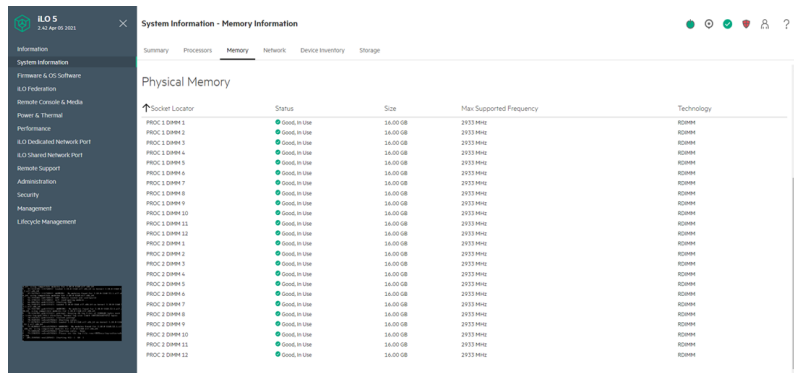 iLO 5
2.42 Apr 05 2021
System Information - Memory Information
Summary Processors Memory Network Device Inventory Storage
Information
System Information
Firmware & OS Software
iLO Federation
Remote Console & Media
Power & Thermal
Performance
iLO Dedicated Network Port
iLO Shared Network Port
Remote Support
Administration
Security
Management
Lifecycle Management
Physical Memory
Socket Locator Status Size Max Supported Frequency Technology
PROC 1 DIMM 1 Good, In Use 16.00 GB 2933 MHz RDIMM
PROC 1 DIMM 2 Good, In Use 16.00 GB 2933 MHz RDIMM
PROC 1 DIMM 3 Good, In Use 16.00 GB 2933 MHz RDIMM
PROC 1 DIMM 4 Good, In Use 16.00 GB 2933 MHz RDIMM
PROC 1 DIMM 5 Good, In Use 16.00 GB 2933 MHz RDIMM
PROC 1 DIMM 6 Good, In Use 16.00 GB 2933 MHz RDIMM
PROC 1 DIMM 7 Good, In Use 16.00 GB 2933 MHz RDIMM
PROC 1 DIMM 8 Good, In Use 16.00 GB 2933 MHz RDIMM
PROC 1 DIMM 9 Good, In Use 16.00 GB 2933 MHz RDIMM
PROC 1 DIMM 10 Good, In Use 16.00 GB 2933 MHz RDIMM
PROC 1 DIMM 11 Good, In Use 16.00 GB 2933 MHz RDIMM
PROC 1 DIMM 12 Good, In Use 16.00 GB 2933 MHz RDIMM
PROC 2 DIMM 1 Good, In Use 16.00 GB 2933 MHz RDIMM
PROC 2 DIMM 2 Good, In Use 16.00 GB 2933 MHz RDIMM
PROC 2 DIMM 3 Good, In Use 16.00 GB 2933 MHz RDIMM
PROC 2 DIMM 4 Good, In Use 16.00 GB 2933 MHz RDIMM
PROC 2 DIMM 5 Good, In Use 16.00 GB 2933 MHz RDIMM
PROC 2 DIMM 6 Good, In Use 16.00 GB 2933 MHz RDIMM
PROC 2 DIMM 7 Good, In Use 16.00 GB 2933 MHz RDIMM
PROC 2 DIMM 8 Good, In Use 16.00 GB 2933 MHz RDIMM
PROC 2 DIMM 9 Good, In Use 16.00 GB 2933 MHz RDIMM
PROC 2 DIMM 10 Good, In Use 16.00 GB 2933 MHz RDIMM
PROC 2 DIMM 11 Good, In Use 16.00 GB 2933 MHz RDIMM
PROC 2 DIMM 12 Good, In Use 16.00 GB 2933 MHz RDIMM